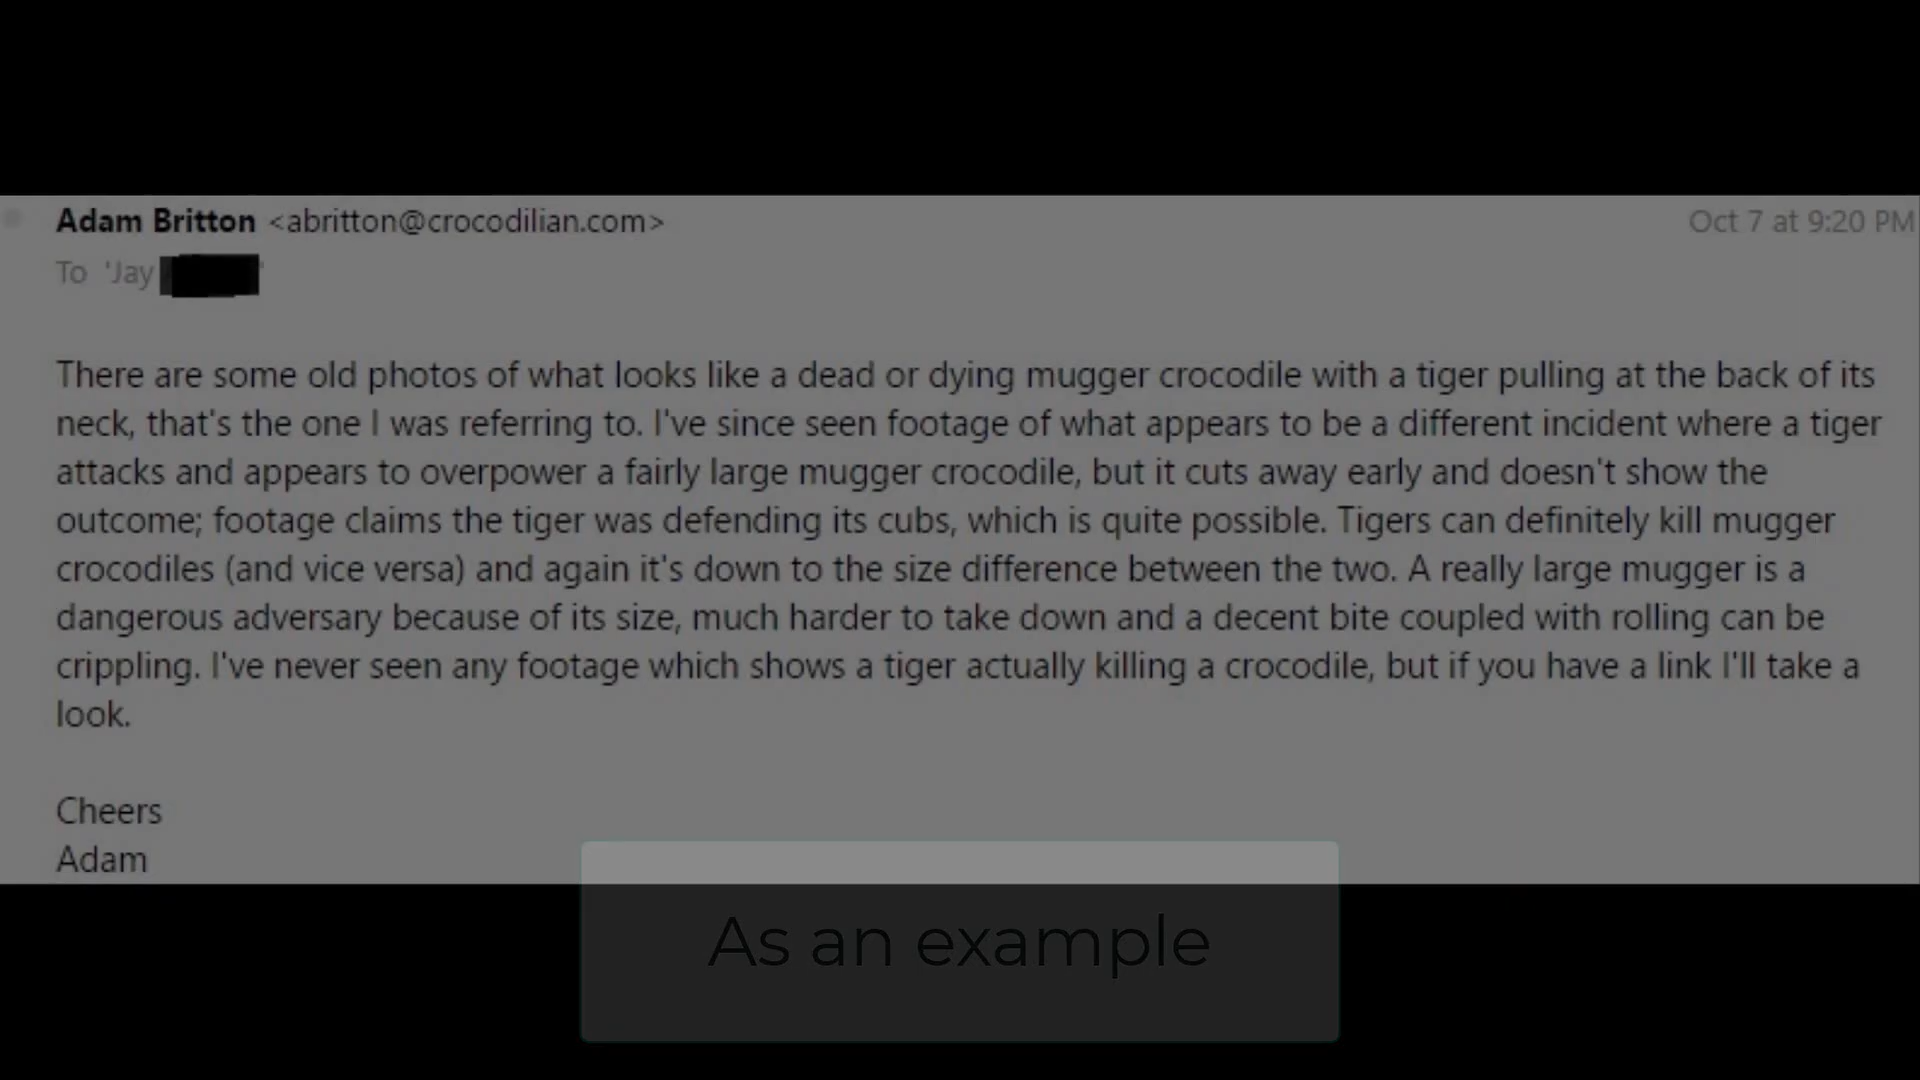 Adam Britton <abritton@crocodilian.com>
Oct 7 at 9:20 PM
To 'Jay '
There are some old photos of what looks like a dead or dying mugger crocodile with a tiger pulling at the back of its
neck, that's the one I was referring to. I've since seen footage of what appears to be a different incident where a tiger
attacks and appears to overpower a fairly large mugger crocodile, but it cuts away early and doesn't show the
outcome; footage claims the tiger was defending its cubs, which is quite possible. Tigers can definitely kill mugger
crocodiles (and vice versa) and again it's down to the size difference between the two. A really large mugger is a
dangerous adversary because of its size, much harder to take down and a decent bite coupled with rolling can be
crippling. I've never seen any footage which shows a tiger actually killing a crocodile, but if you have a link I'll take a
look.
Cheers
Adam
As an example